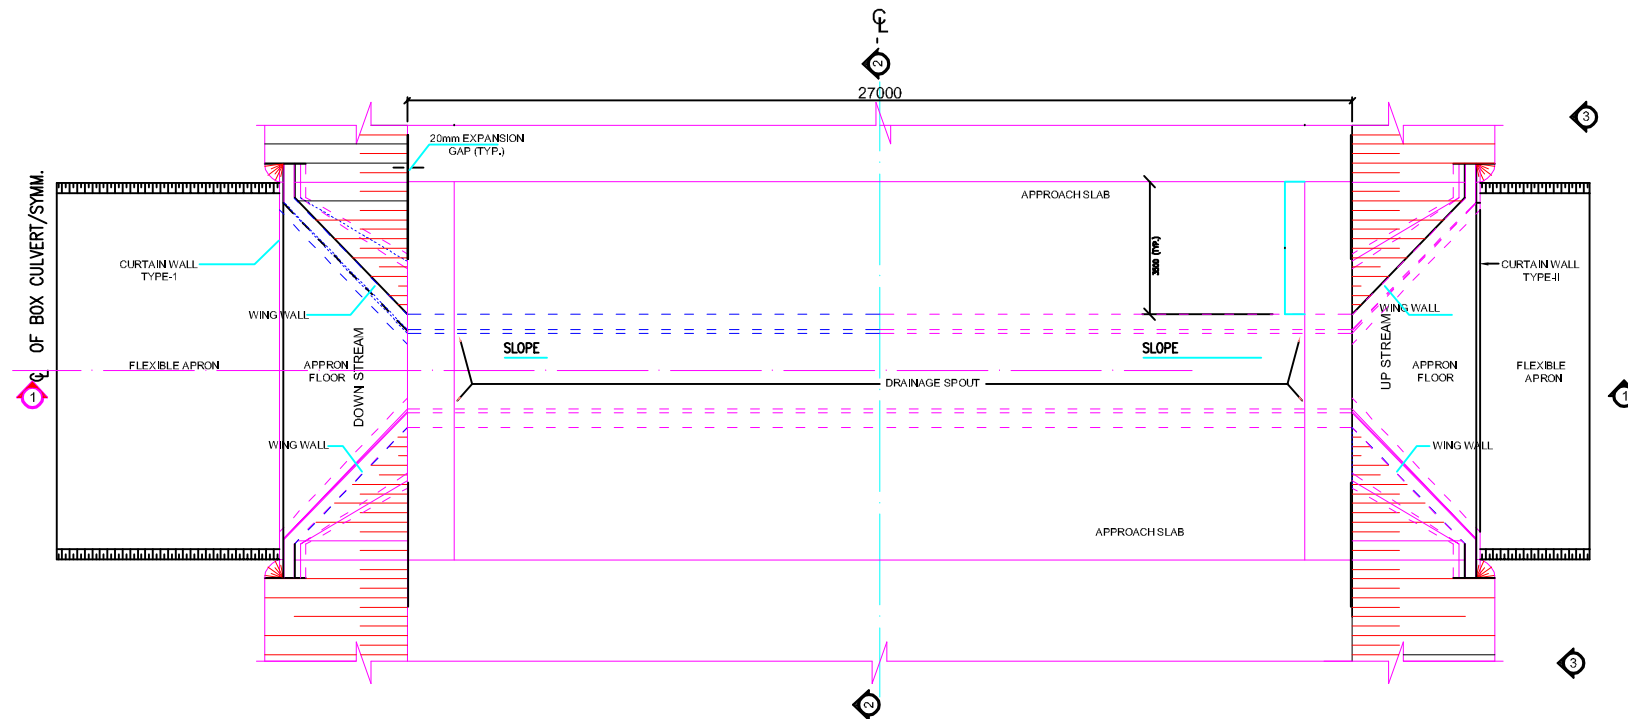 ℄
2
27000
3
20mm EXPANSION
GAP (TYP.)
℄ OF BOX CULVERT/SYMM.
APPROACH SLAB
3500 (TYP.)
CURTAIN WALL
TYPE-1
CURTAIN WALL
TYPE-II
WING WALL
WING WALL
SLOPE
SLOPE
DOWN STREAM
UP STREAM
FLEXIBLE APRON
APPRON
FLOOR
DRAINAGE SPOUT
APPRON
FLOOR
FLEXIBLE
APRON
1
1
WING WALL
WING WALL
APPROACH SLAB
3
2